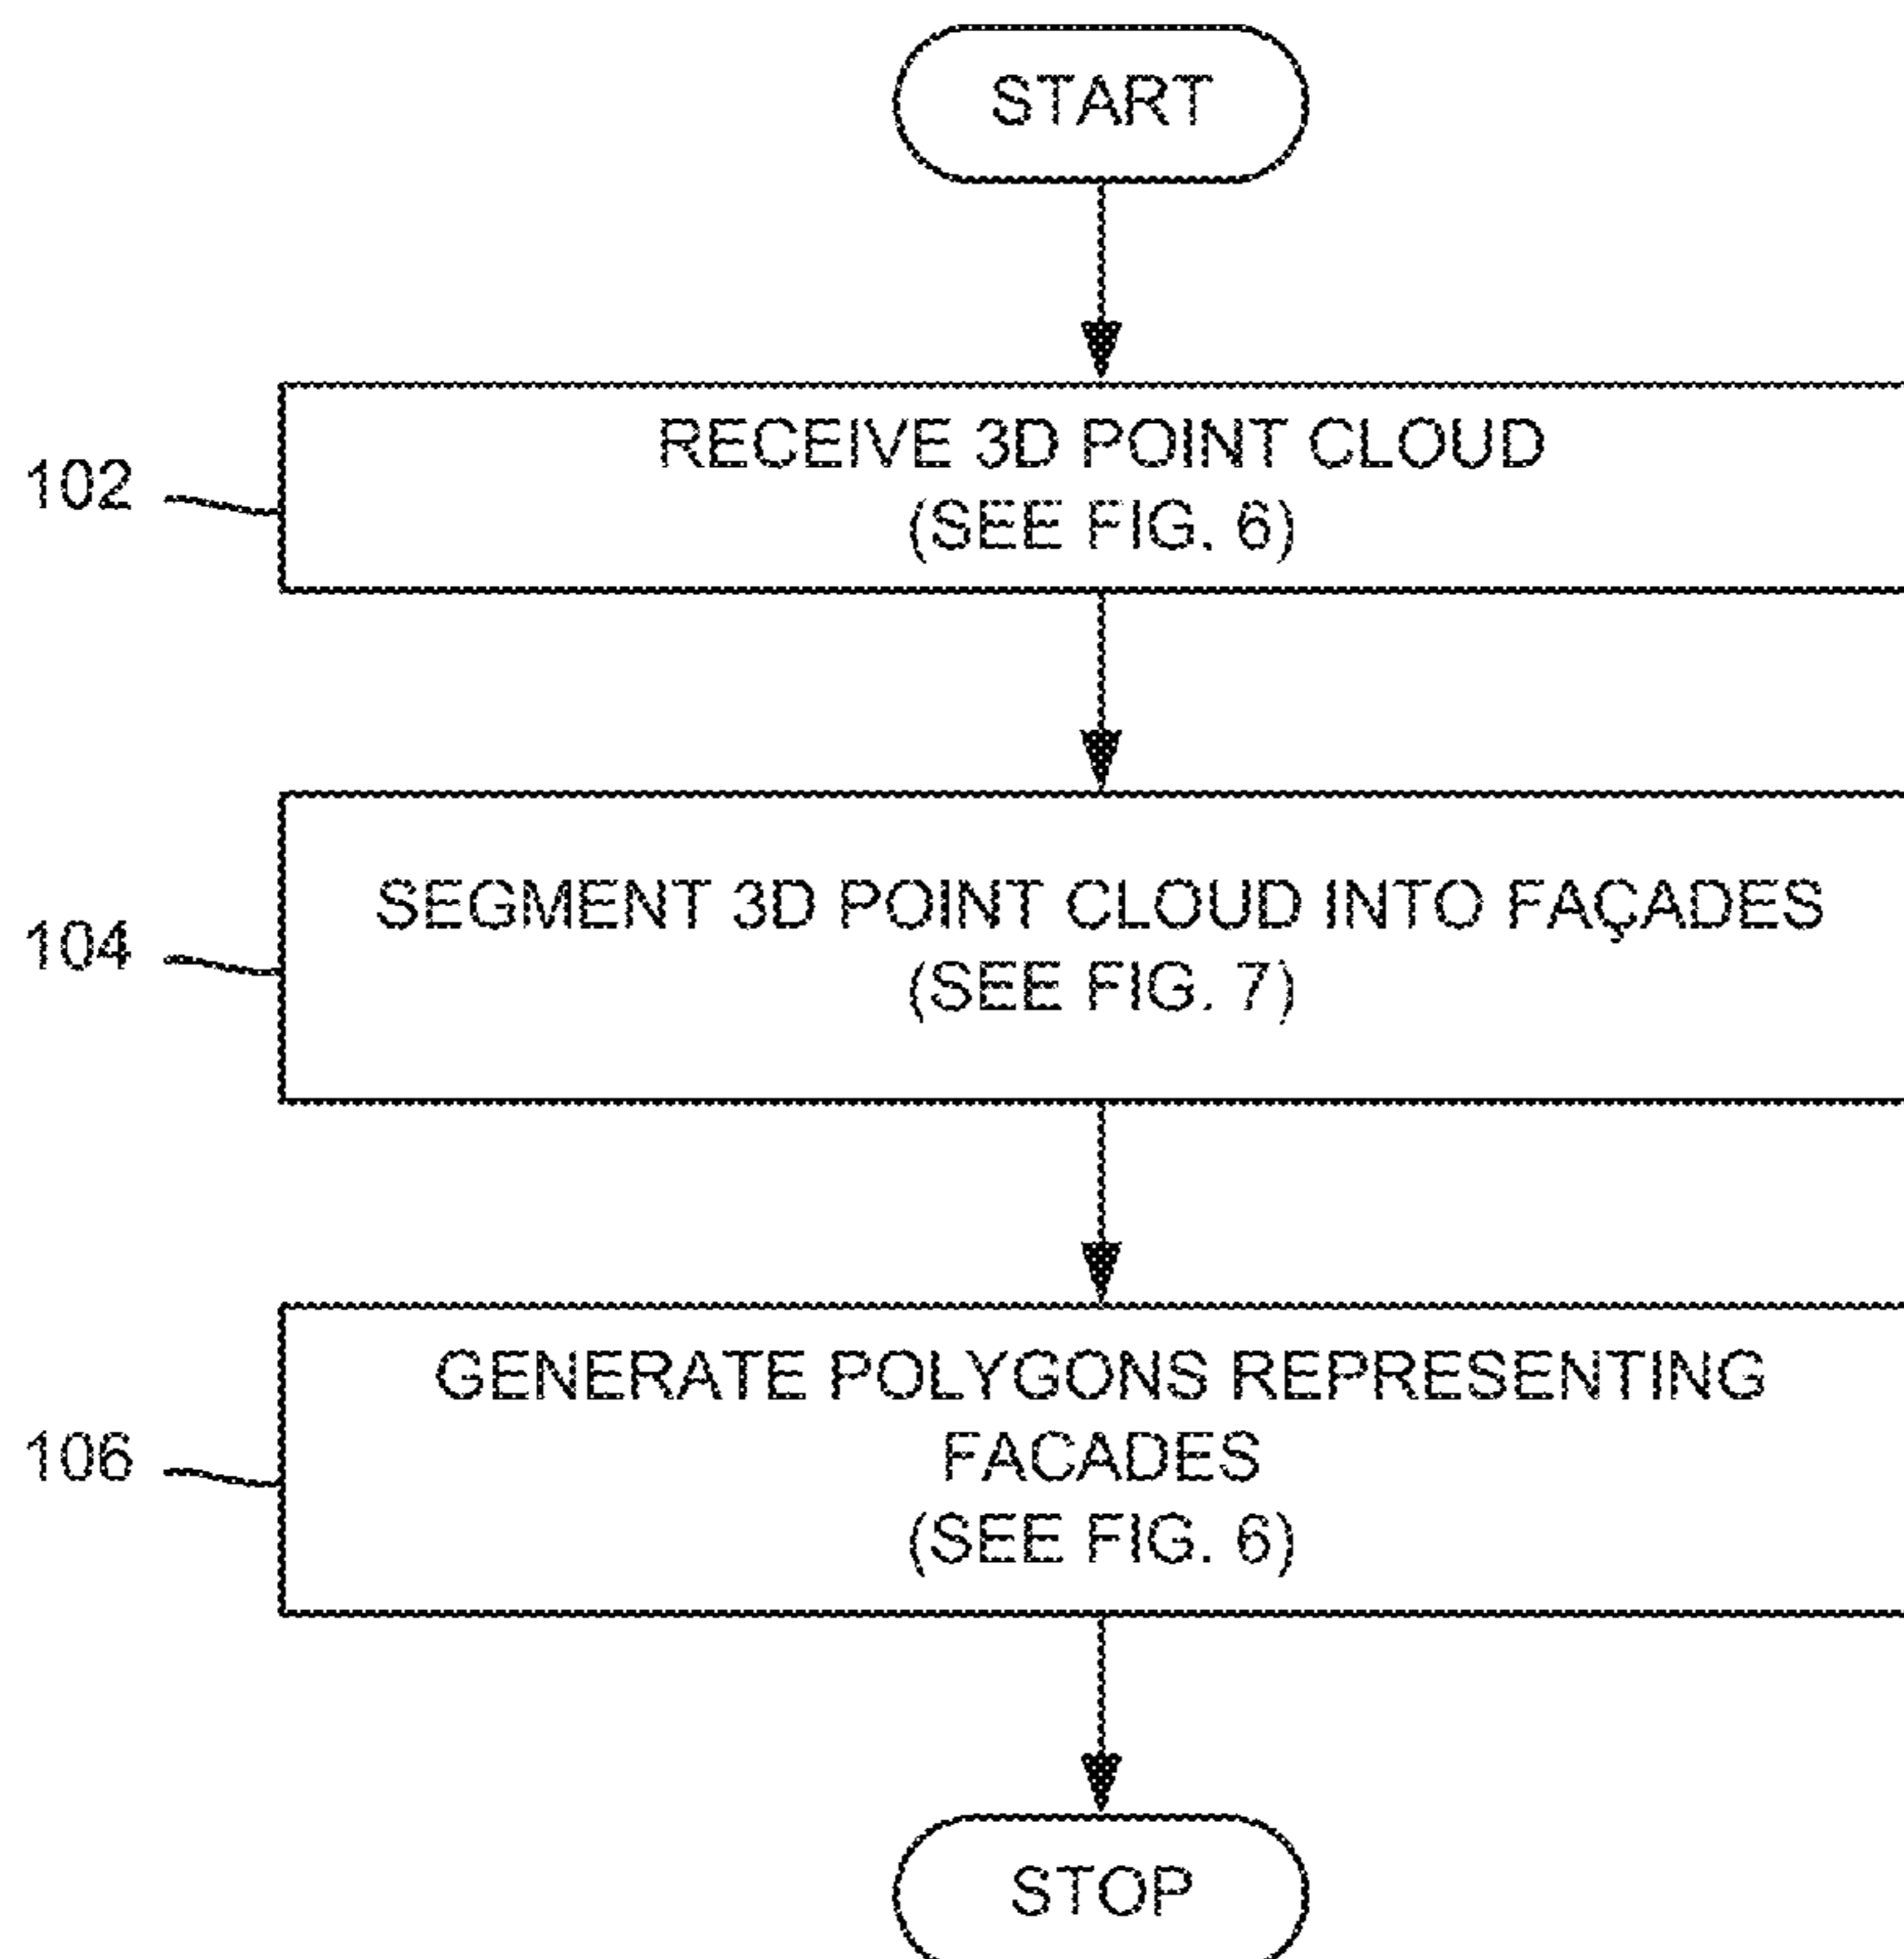 START
RECEIVE 3D POINT CLOUD
(SEE FIG. 6)
102
SEGMENT 3D POINT CLOUD INTO FAÇADES
(SEE FIG. 7)
104
GENERATE POLYGONS REPRESENTING
FACADES
(SEE FIG. 6)
106
STOP